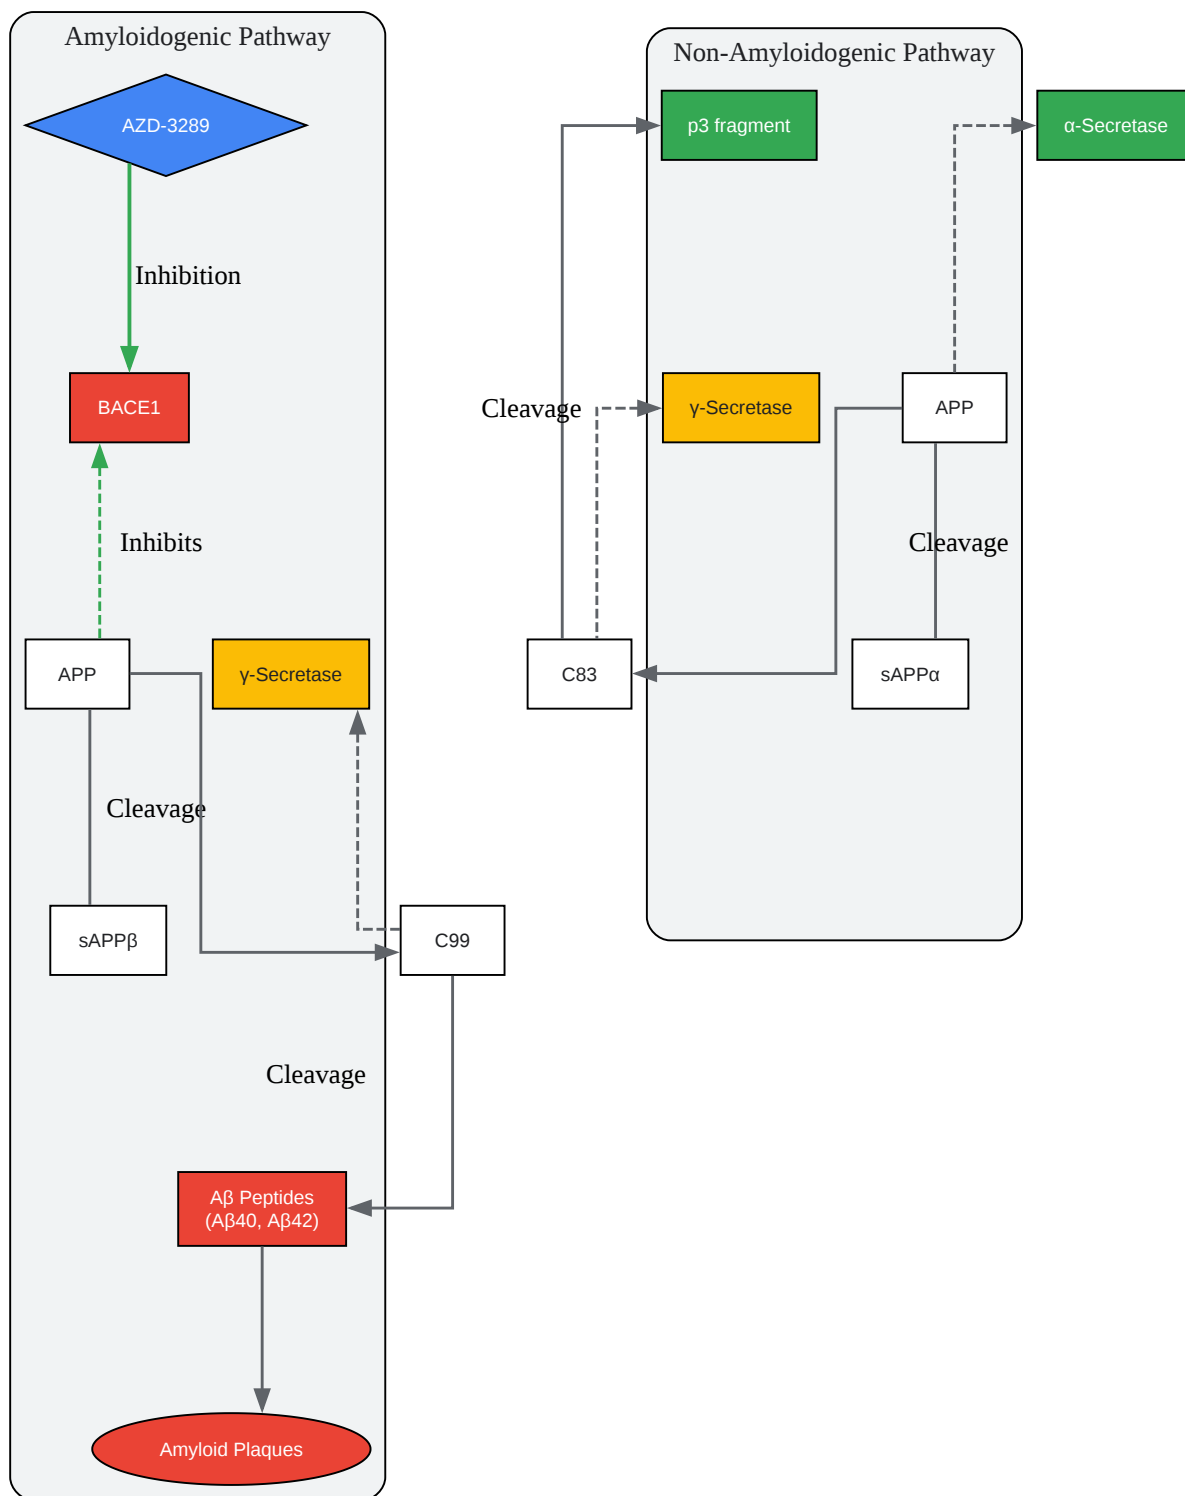 Amyloidogenic Pathway
AZD-3289
Inhibition
BACE1
Inhibits
APP
γ-Secretase
Cleavage
sAPPβ
C99
Cleavage
Aβ Peptides
(Aβ40, Aβ42)
Amyloid Plaques
Non-Amyloidogenic Pathway
p3 fragment
α-Secretase
Cleavage
γ-Secretase
APP
Cleavage
C83
sAPPα